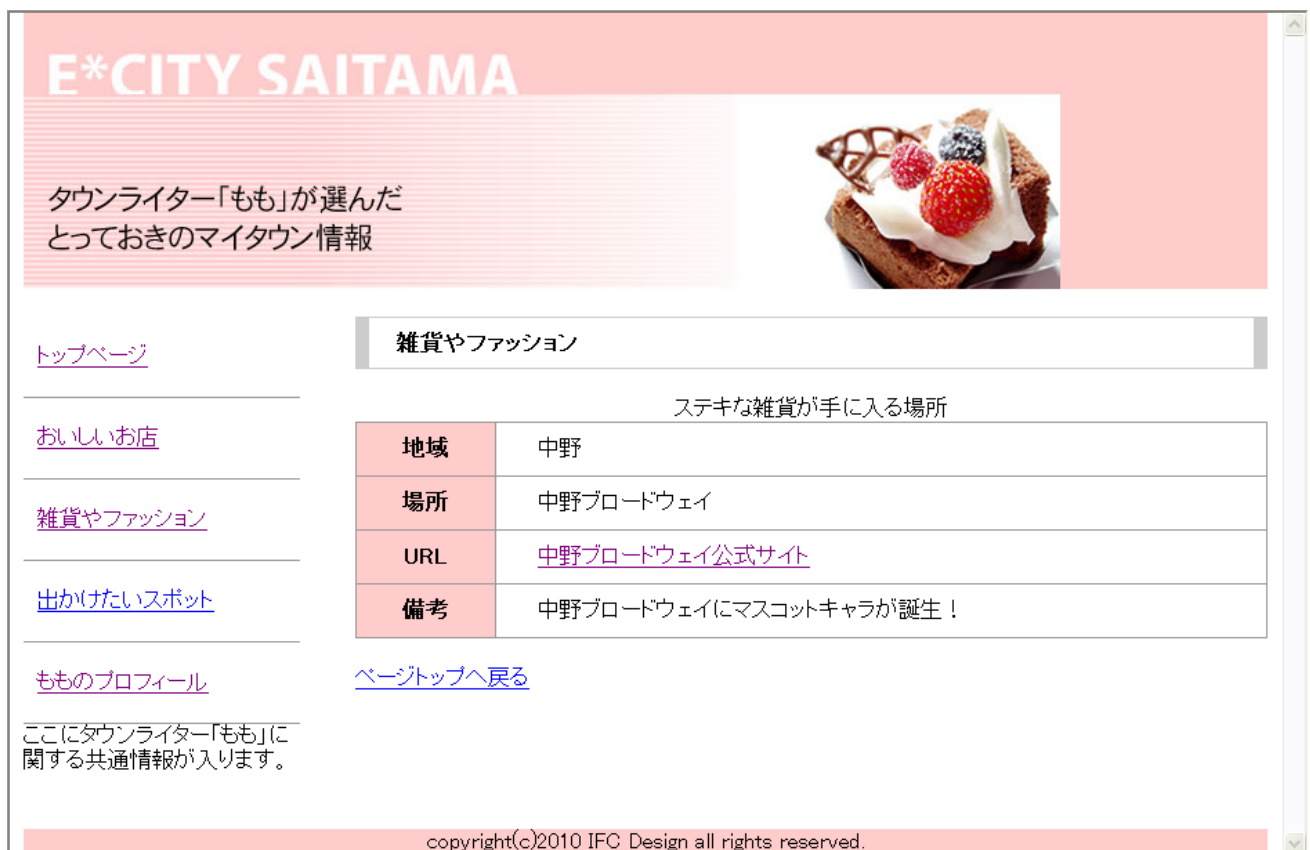 E*CITY SAITAMA
タウンライター「もも」が選んだ
とっておきのマイタウン情報
トップページ
おいしいお店
雑貨やファッション
出かけたいスポット
もものプロフィール
ここにタウンライター「もも」に
関する共通情報が入ります。
雑貨やファッション
ステキな雑貨が手に入る場所
地域 中野
場所 中野ブロードウェイ
URL 中野ブロードウェイ公式サイト
備考 中野ブロードウェイにマスコットキャラが誕生！
ページトップへ戻る
copyright(c)2010 IFC Design all rights reserved.